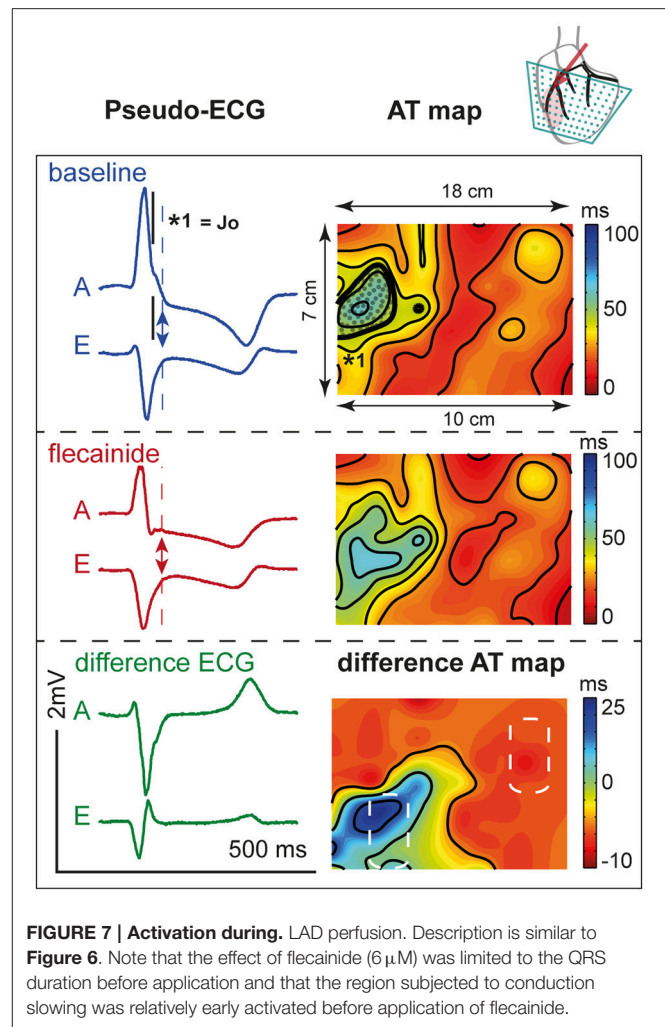 Pseudo-ECG
AT map
baseline
*1 = Jo
A
E
18 cm
7 cm
*1
10 cm
ms
100
50
0
flecainide
A
E
ms
100
50
0
difference ECG
A
E
2mV
500 ms
difference AT map
ms
25
0
-10
FIGURE 7 | Activation during. LAD perfusion. Description is similar to
Figure 6. Note that the effect of flecainide (6 μM) was limited to the QRS
duration before application and that the region subjected to conduction
slowing was relatively early activated before application of flecainide.